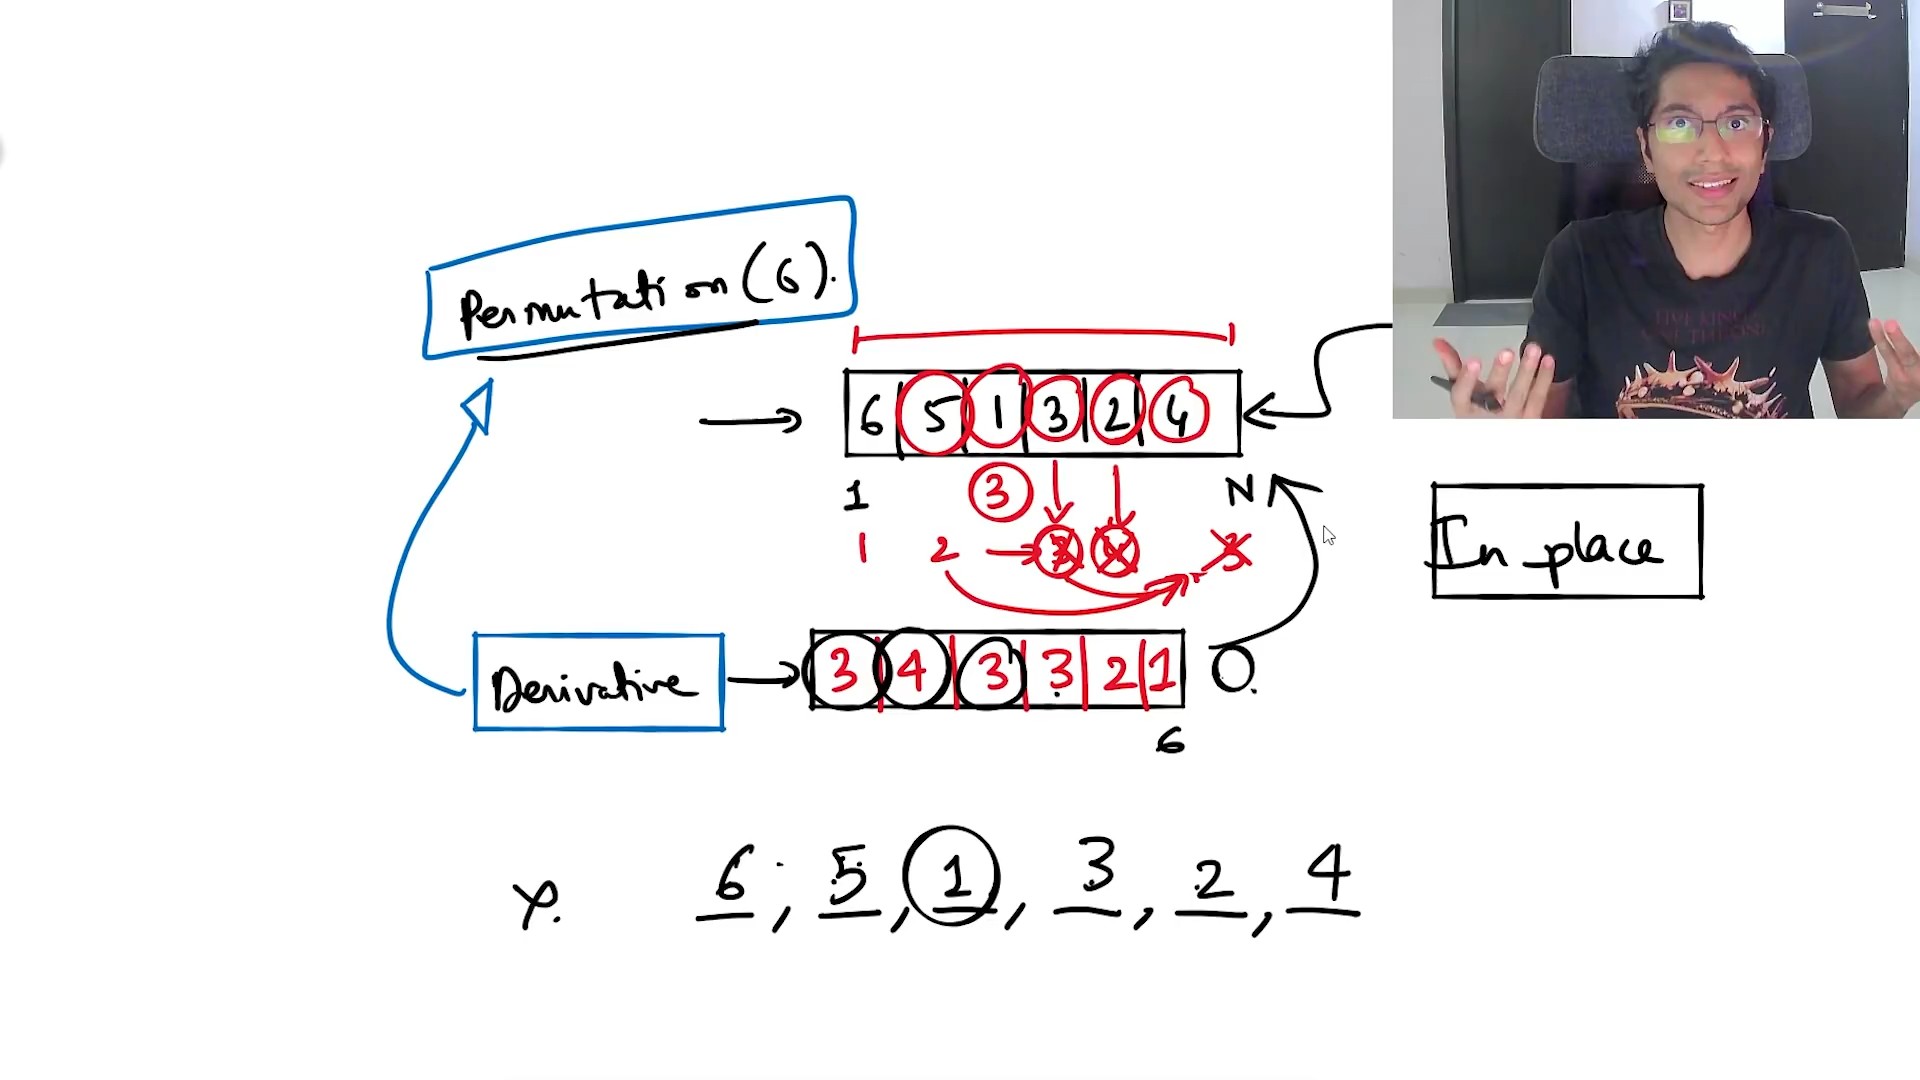 Permutation (6).
6 5 1 3 2 4
1 3 N
1 2 3
In place
Derivative
3 4 3 3 2 1 0.
6
6, 5, 1, 3, 2, 4